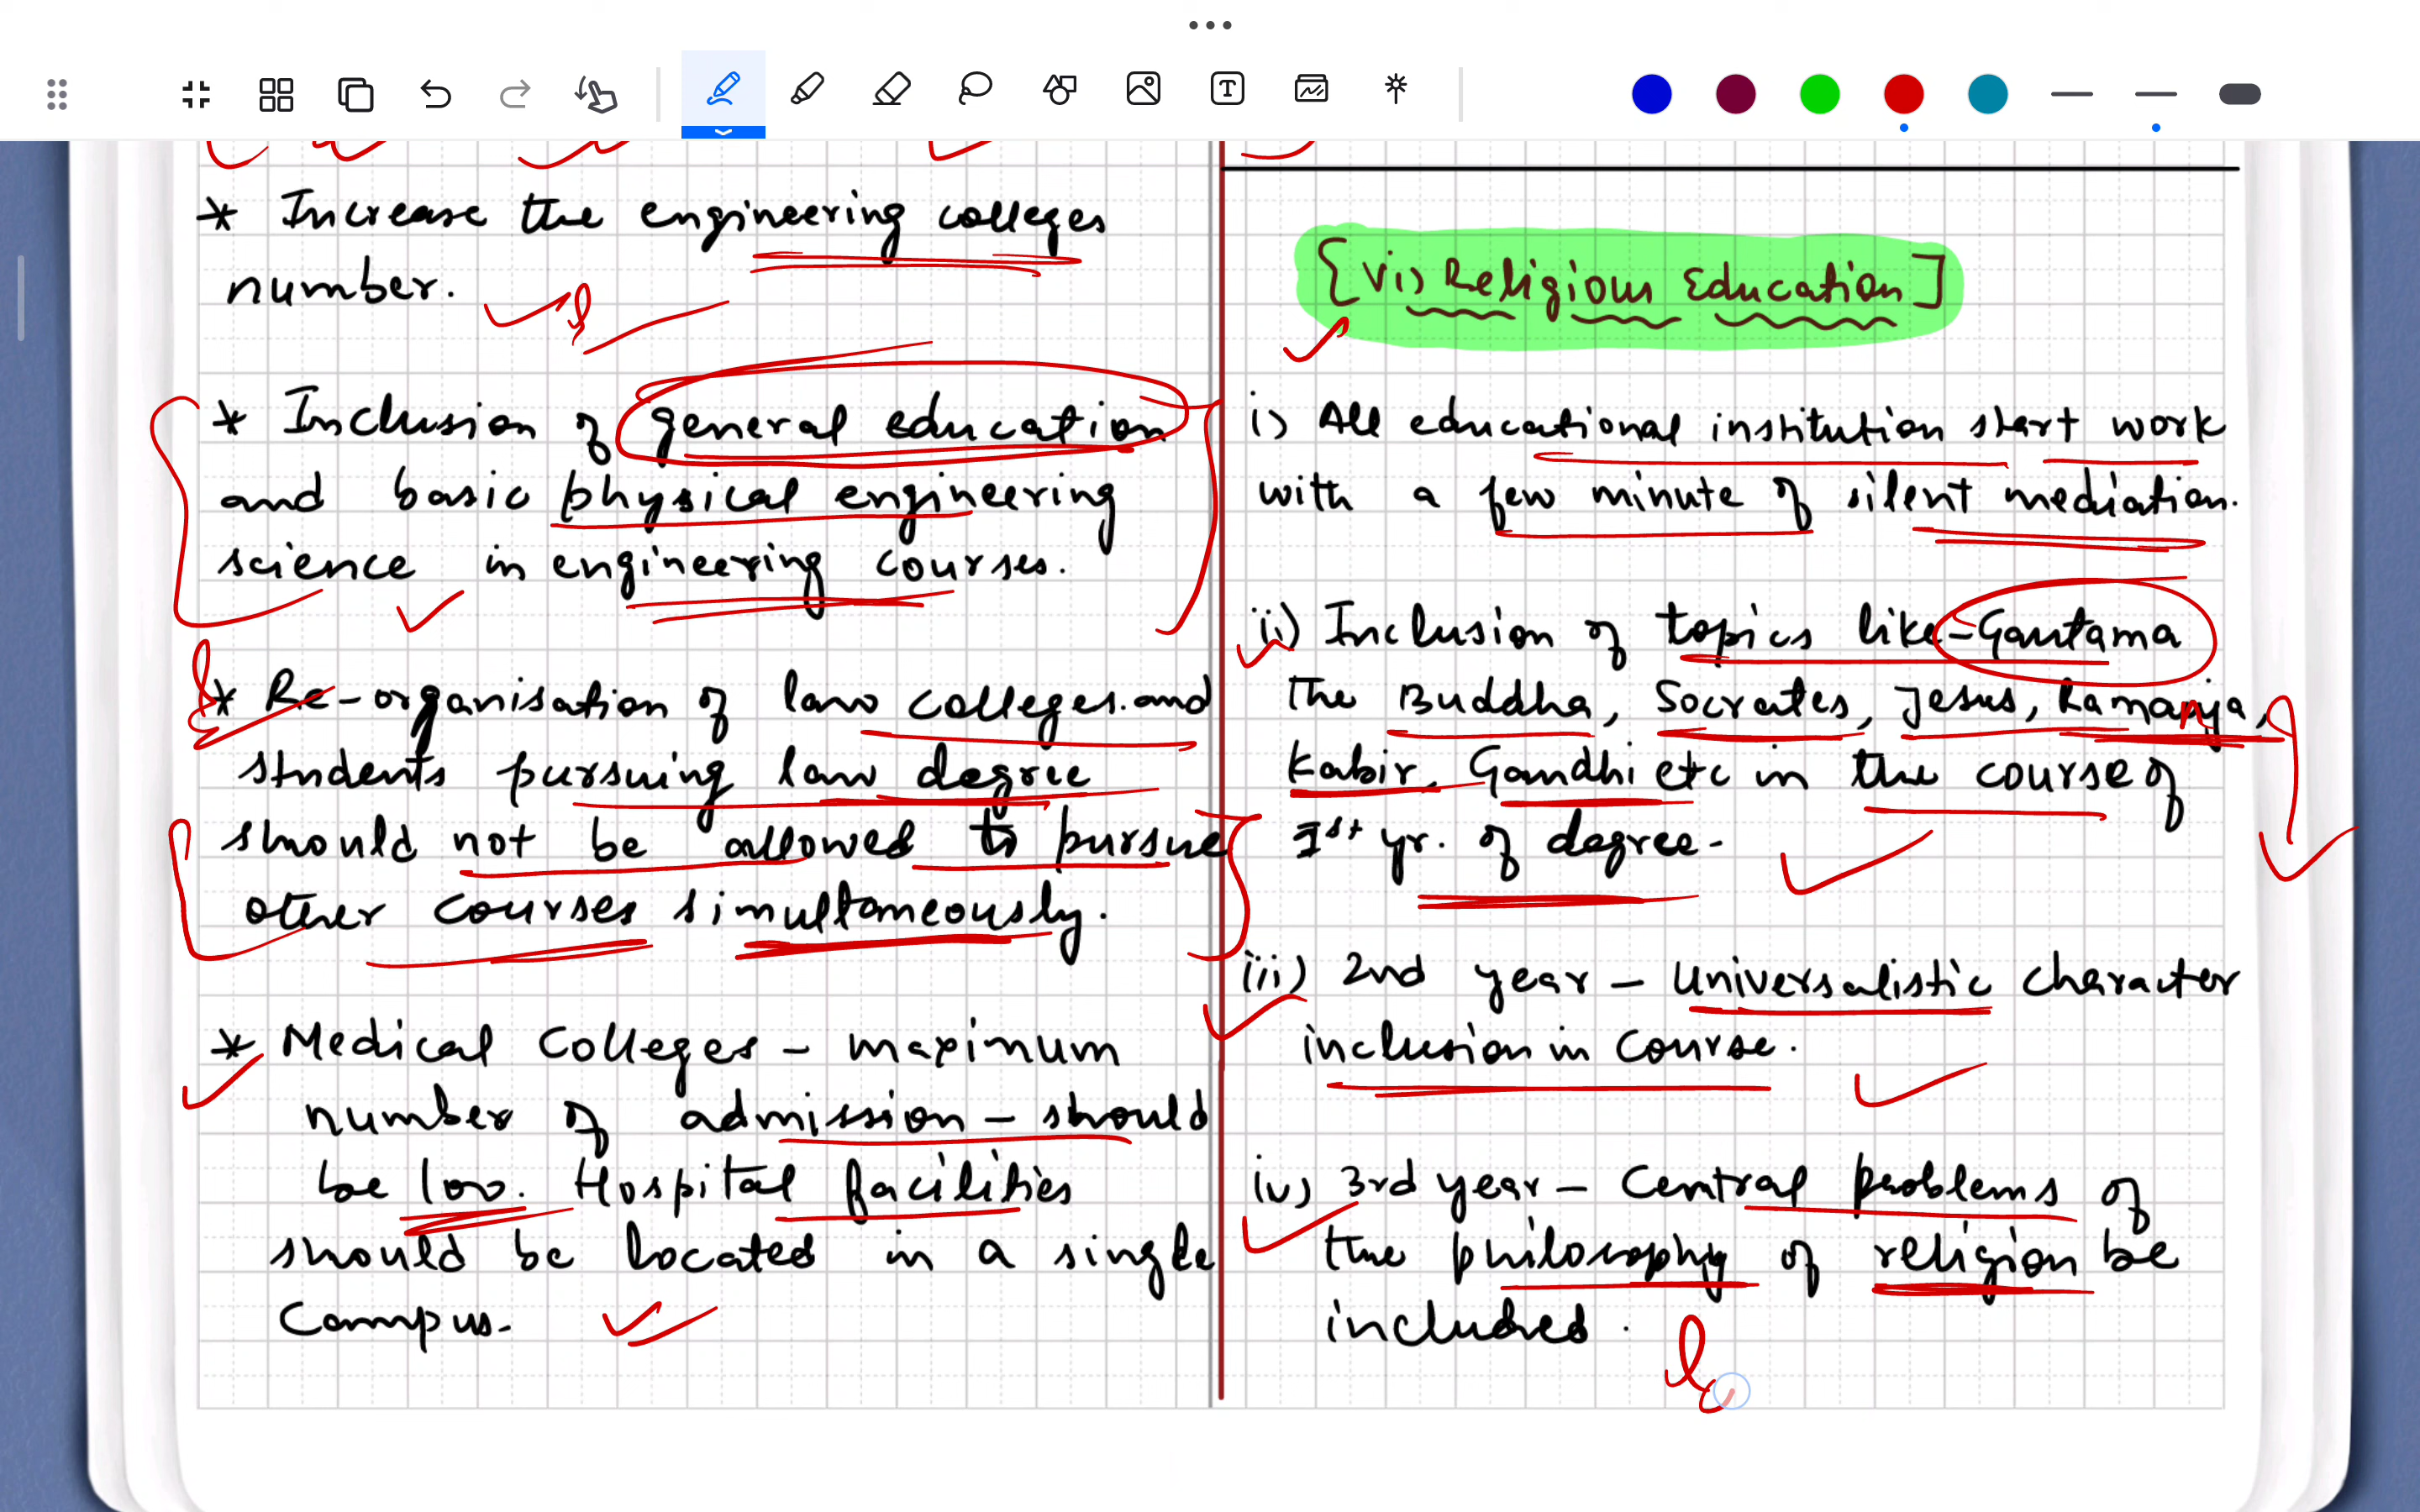 * Increase the engineering colleges
number.
* Inclusion of general education
and basic physical engineering
science in engineering courses.
* Re-organisation of law colleges and
students pursuing law degree
should not be allowed to pursue
other courses simultaneously.
* Medical Colleges - maximum
number of admission - should
be 100. Hospital facilities
should be located in a single
Campus.
[vi) Religious Education]
i) All educational institution start work
with a few minute of silent mediation.
ii) Inclusion of topics like - Gautama
The Buddha, Socrates, Jesus, Ramanja,
Kabir, Gandhi etc in the course of
1st yr. of degree-
iii) 2nd year - Universalistic character
inclusion in course.
iv) 3rd year - Central problems of
the philosophy of religion be
included.